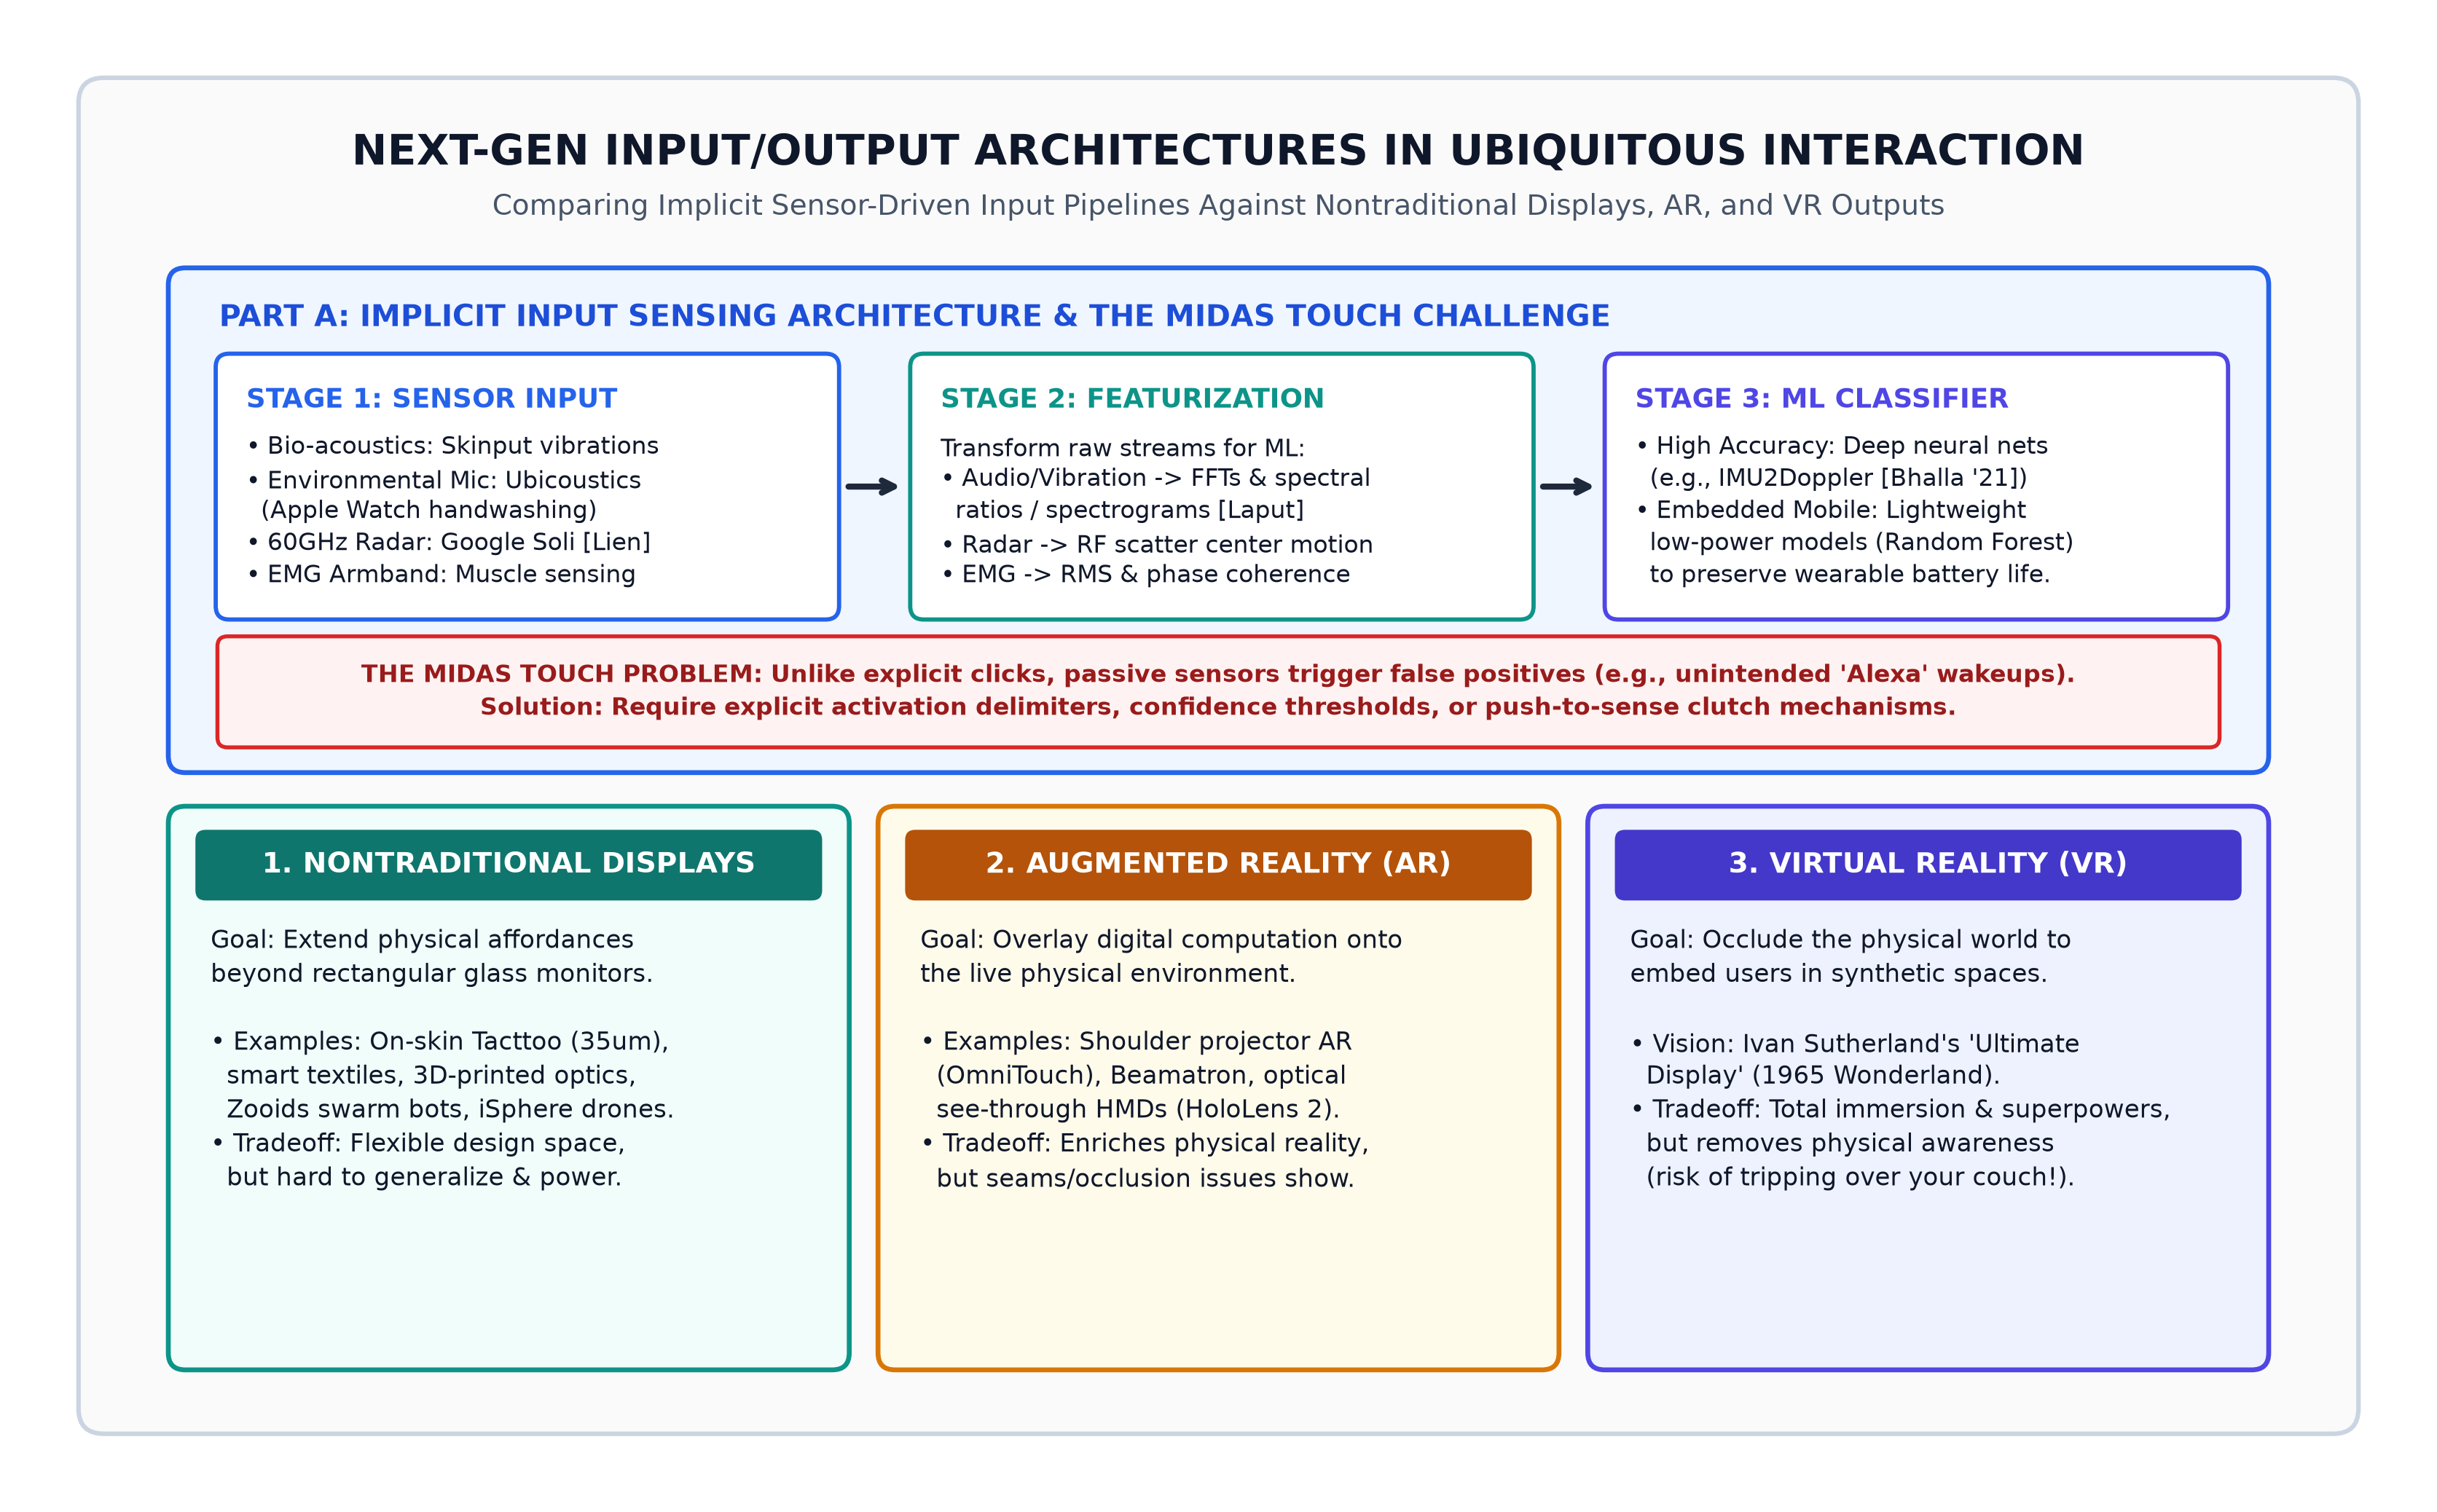 NEXT-GEN INPUT/OUTPUT ARCHITECTURES IN UBIQUITOUS INTERACTION
Comparing Implicit Sensor-Driven Input Pipelines Against Nontraditional Displays, AR, and VR Outputs
PART A: IMPLICIT INPUT SENSING ARCHITECTURE & THE MIDAS TOUCH CHALLENGE
STAGE 1: SENSOR INPUT
• Bio-acoustics: Skinput vibrations
• Environmental Mic: Ubicoustics
(Apple Watch handwashing)
• 60GHz Radar: Google Soli [Lien]
• EMG Armband: Muscle sensing
STAGE 2: FEATURIZATION
Transform raw streams for ML:
• Audio/Vibration -> FFTs & spectral
ratios / spectrograms [Laput]
• Radar -> RF scatter center motion
• EMG -> RMS & phase coherence
STAGE 3: ML CLASSIFIER
• High Accuracy: Deep neural nets
(e.g., IMU2Doppler [Bhalla '21])
• Embedded Mobile: Lightweight
low-power models (Random Forest)
to preserve wearable battery life.
THE MIDAS TOUCH PROBLEM: Unlike explicit clicks, passive sensors trigger false positives (e.g., unintended 'Alexa' wakeups).
Solution: Require explicit activation delimiters, confidence thresholds, or push-to-sense clutch mechanisms.
1. NONTRADITIONAL DISPLAYS
Goal: Extend physical affordances
beyond rectangular glass monitors.
• Examples: On-skin Tacttoo (35um),
smart textiles, 3D-printed optics,
Zooids swarm bots, iSphere drones.
• Tradeoff: Flexible design space,
but hard to generalize & power.
2. AUGMENTED REALITY (AR)
Goal: Overlay digital computation onto
the live physical environment.
• Examples: Shoulder projector AR
(OmniTouch), Beamatron, optical
see-through HMDs (HoloLens 2).
• Tradeoff: Enriches physical reality,
but seams/occlusion issues show.
3. VIRTUAL REALITY (VR)
Goal: Occlude the physical world to
embed users in synthetic spaces.
• Vision: Ivan Sutherland's 'Ultimate
Display' (1965 Wonderland).
• Tradeoff: Total immersion & superpowers,
but removes physical awareness
(risk of tripping over your couch!).